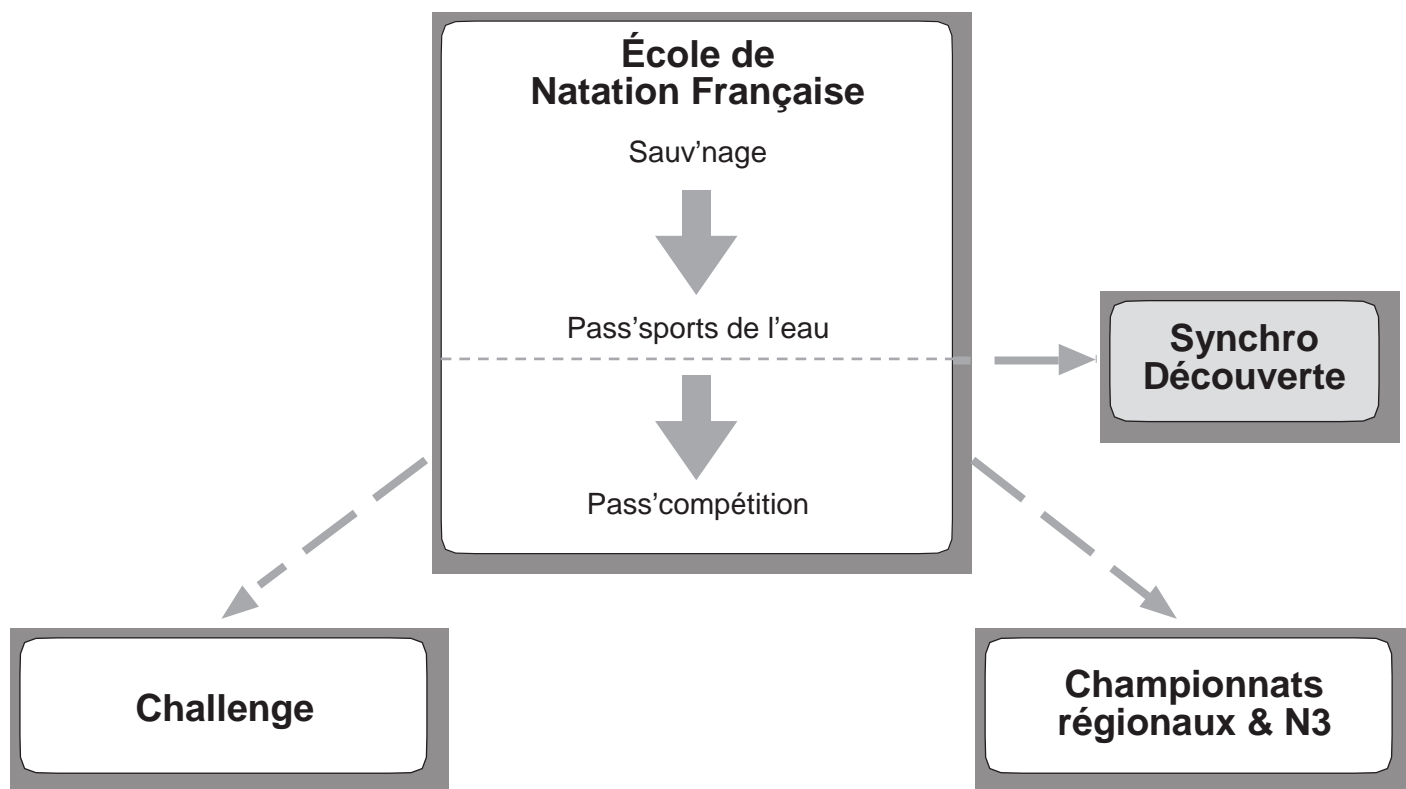 École de
Natation Française
Sauv’nage
Pass’sports de l’eau
Synchro
Découverte
Pass’compétition
Challenge
Championnats
régionaux & N3